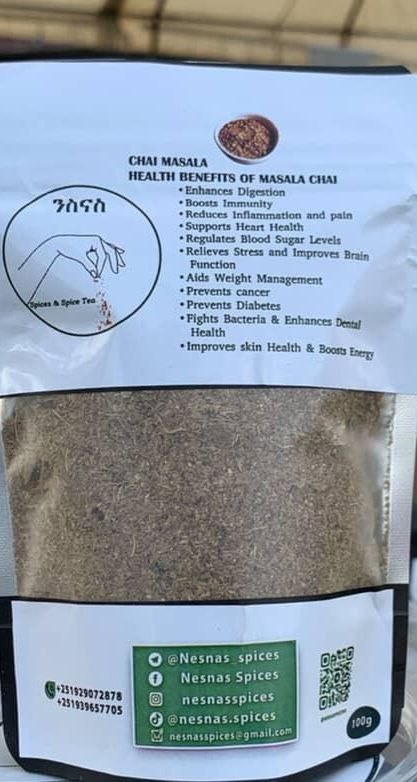 CHAI MASALA
HEALTH BENEFITS OF MASALA CHAI
• Enhances Digestion
• Boosts Immunity
• Reduces Inflammation and pain
• Supports Heart Health
• Regulates Blood Sugar Levels
• Relieves Stress and Improves Brain
Function
• Aids Weight Management
• Prevents cancer
• Prevents Diabetes
• Fights Bacteria & Enhances Dental
Health
• Improves skin Health & Boosts Energy
ንስናስ
Spices & Spice Tea
+251929072878
+251939657705
@Nesnas_spices
Nesnas Spices
nesnasspices
@nesnas.spices
nesnasspices@gmail.com
100g